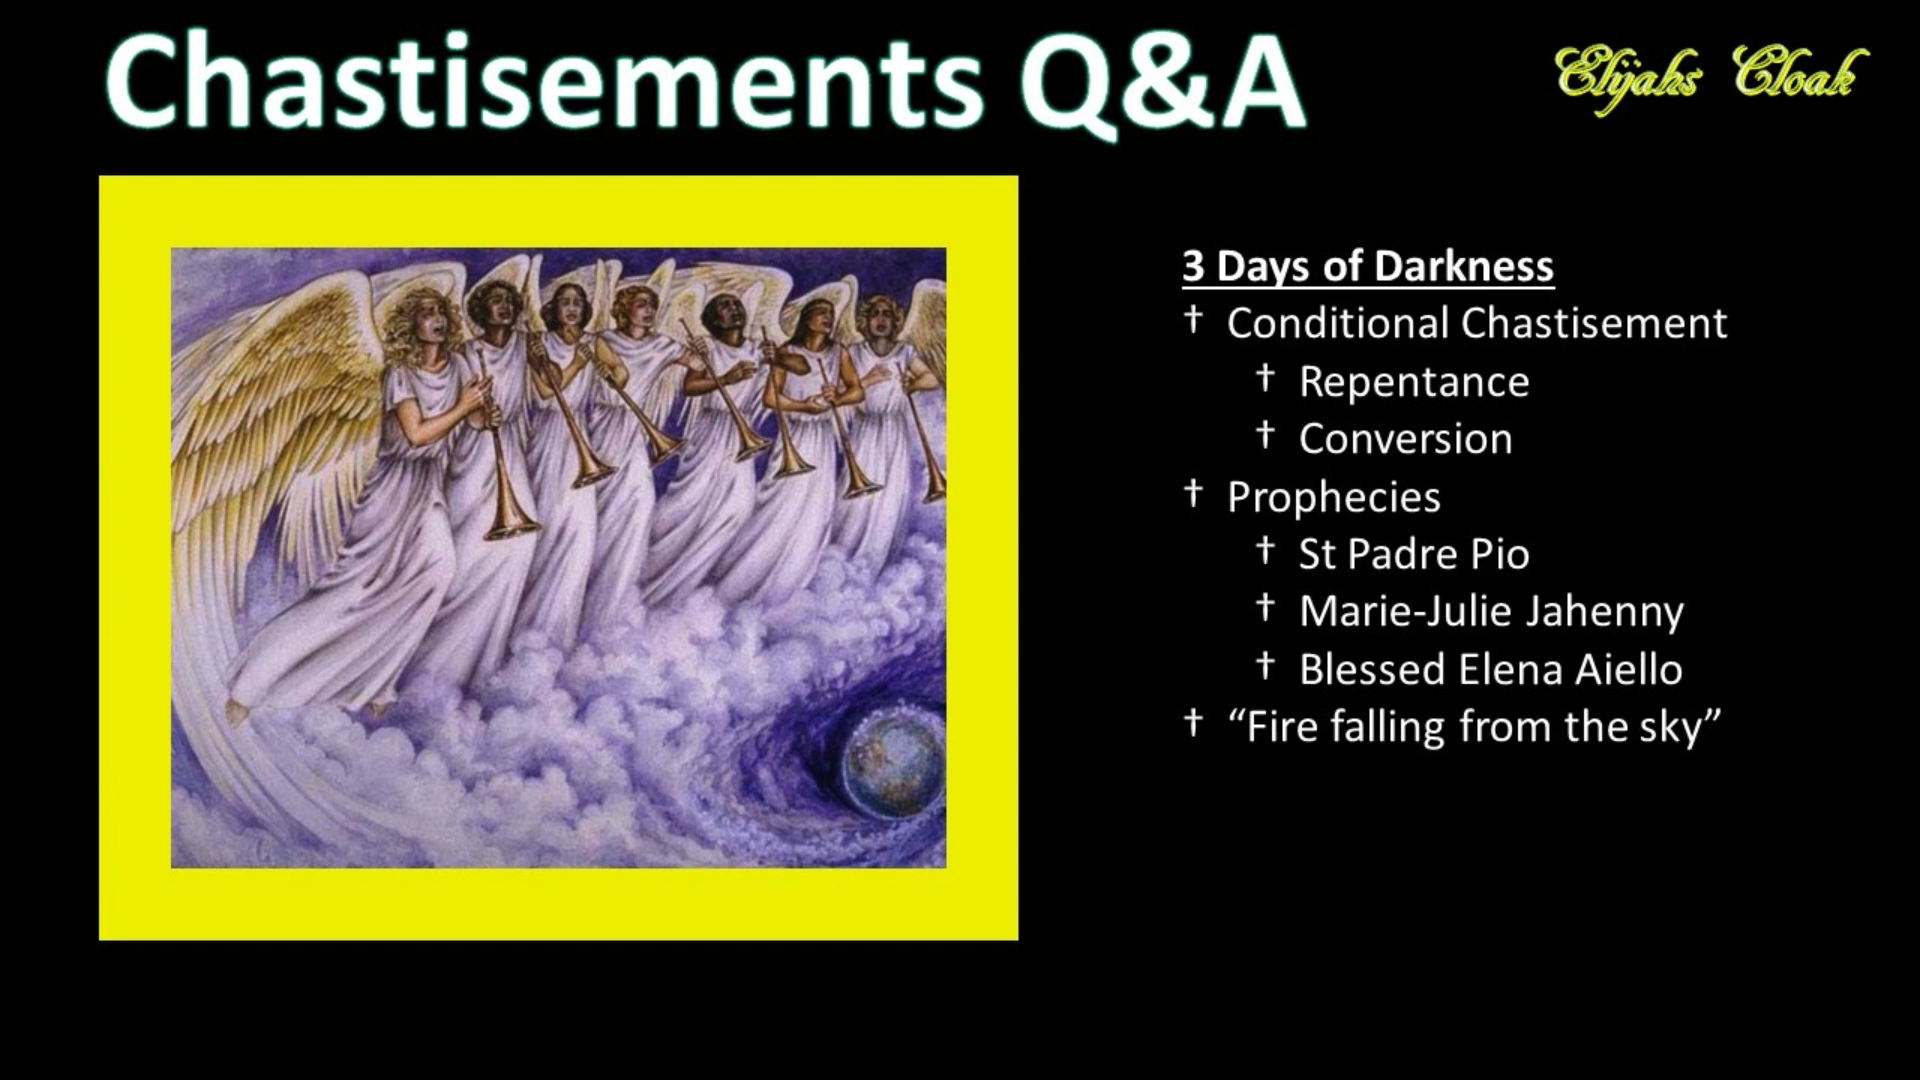 Chastisements Q&A
Elijahs Cloak
3 Days of Darkness
† Conditional Chastisement
† Repentance
† Conversion
† Prophecies
† St Padre Pio
† Marie-Julie Jahenny
† Blessed Elena Aiello
† “Fire falling from the sky”